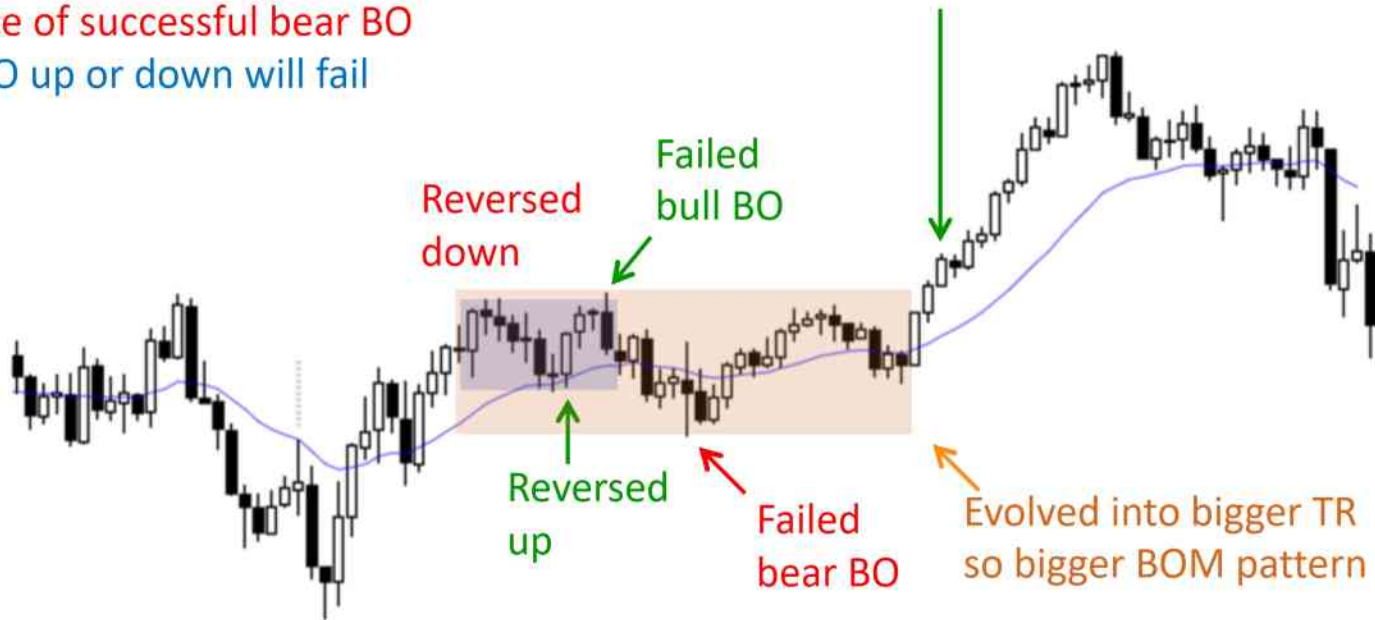 e of successful bear BO
O up or down will fail
Failed
bull BO
Reversed
down
Reversed
up
Failed
bear BO
Evolved into bigger TR
so bigger BOM pattern